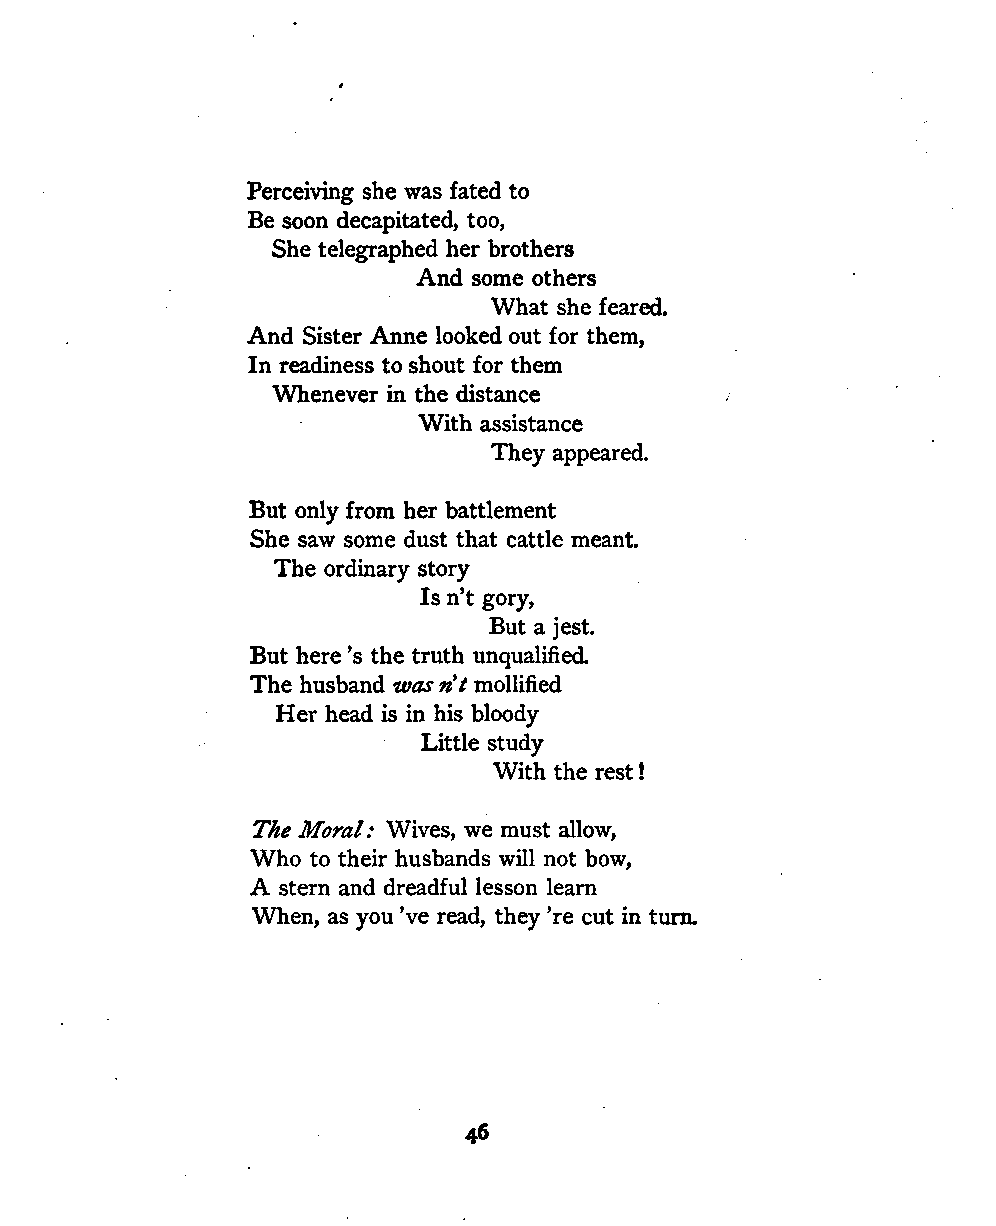 Perceiving she was fated to
Be soon decapitated, too,
She telegraphed her brothers
And some others
What she feared.
And Sister Anne looked out for them,
In readiness to shout for them
Whenever in the distance
With assistance
They appeared.

But only from her battlement
She saw some dust that cattle meant.
The ordinary story
Is n't gory,
But a jest.
But here 's the truth unqualified.
The husband was n't mollified
Her head is in his bloody
Little study
With the rest!

The Moral: Wives, we must allow,
Who to their husbands will not bow,
A stern and dreadful lesson learn
When, as you 've read, they 're cut in turn.

46